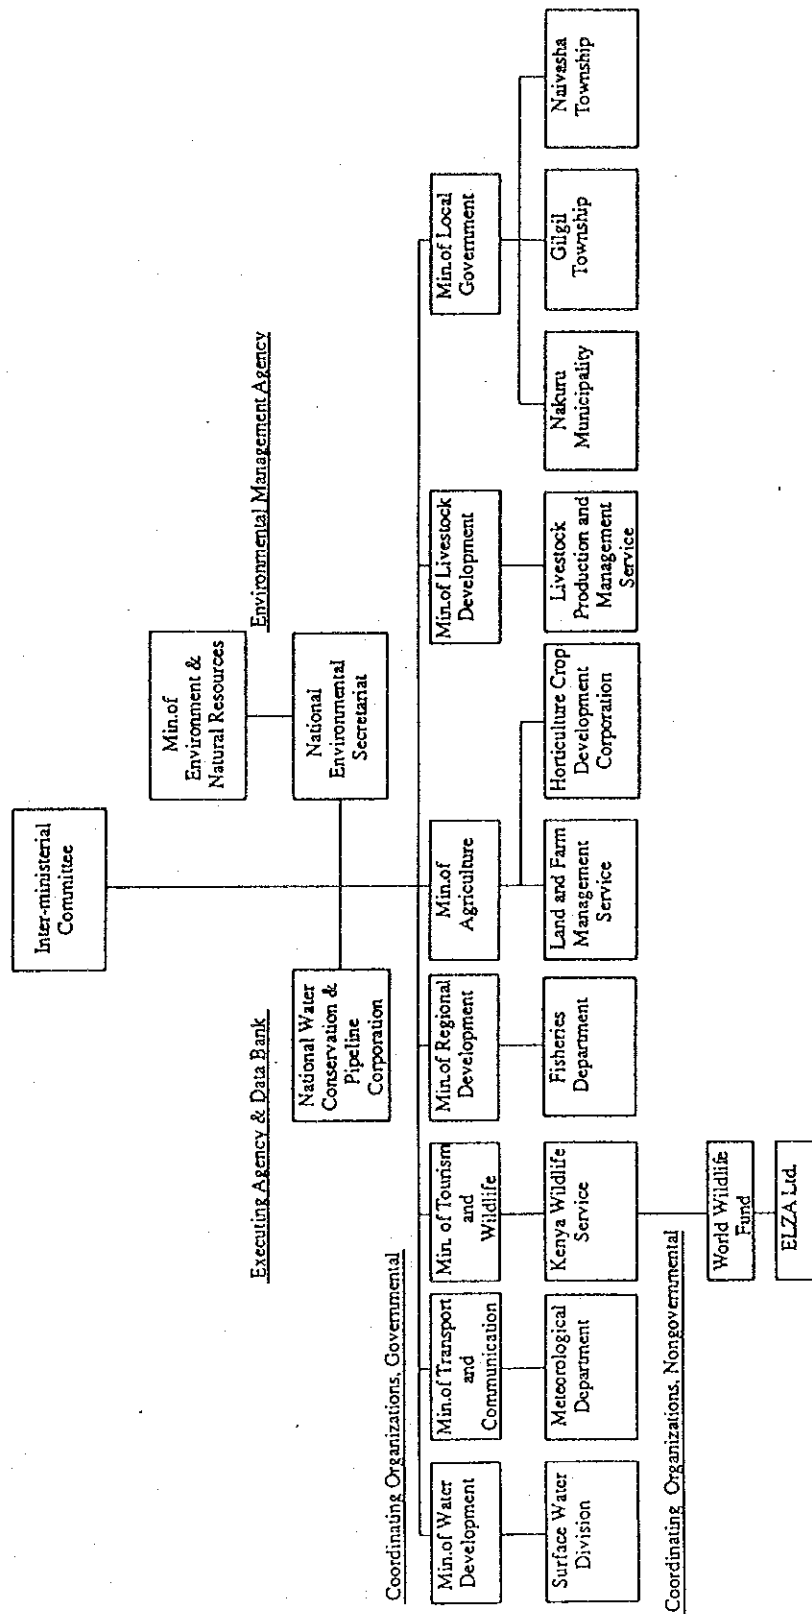 Inter-ministerial
Committee
Min.of
Environment &
Natural Resources
Environmental Management Agency
Executing Agency & Data Bank
National Water
Conservation &
Pipeline
Corporation
National
Environmental
Secretariat
Coordinating Organizations, Governmental
Min.of Water
Development
Min.of Transport
and
Communication
Min. of Tourism
and
Wildlife
Min.of Regional
Development
Min.of
Agriculture
Min.of Livestock
Development
Min.of Local
Government
Surface Water
Division
Meteorological
Department
Kenya Wildlife
Service
Fisheries
Department
Land and Farm
Management
Service
Horticulture Crop
Development
Corporation
Livestock
Production and
Management
Service
Nakuru
Municipality
Gilgil
Township
Naivasha
Township
Coordinating Organizations, Nongovernmental
World Wildlife
Fund
ELZA Ltd.